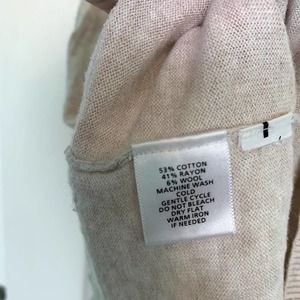 53% COTTON
41% RAYON
6% WOOL
MACHINE WASH
COLD
GENTLE CYCLE
DO NOT BLEACH
DRY FLAT
WARM IRON
IF NEEDED